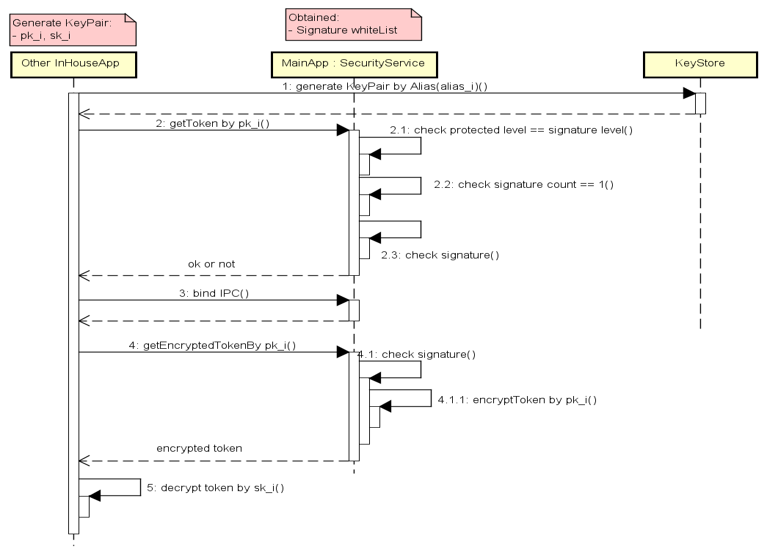 Generate KeyPair:
- pk_i, sk_i
Obtained:
- Signature whiteList
Other InHouseApp
MainApp : SecurityService
KeyStore
1: generate KeyPair by Alias(alias_i)()
2: getToken by pk_i()
2.1: check protected level == signature level()
2.2: check signature count == 1()
2.3: check signature()
ok or not
3: bind IPC()
4: getEncryptedTokenBy pk_i()
4.1: check signature()
4.1.1: encryptToken by pk_i()
encrypted token
5: decrypt token by sk_i()